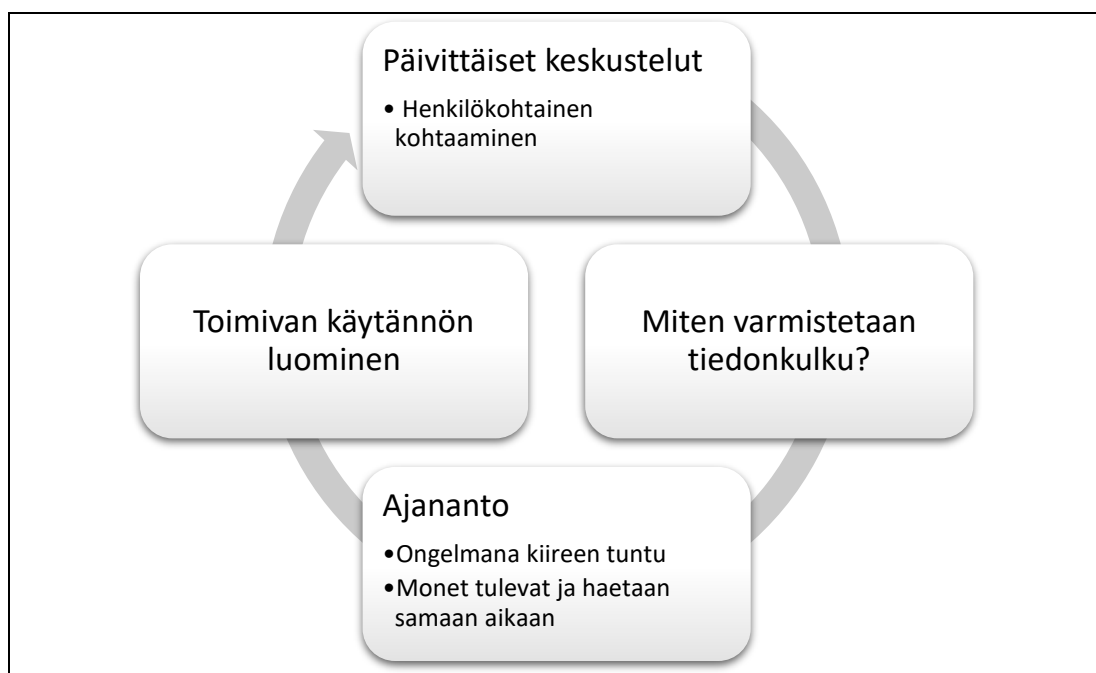 Päivittäiset keskustelut
• Henkilökohtainen
kohtaaminen
Toimivan käytännön
luominen
Miten varmistetaan
tiedonkulku?
Ajananto
•Ongelmana kiireen tuntu
•Monet tulevat ja haetaan
samaan aikaan